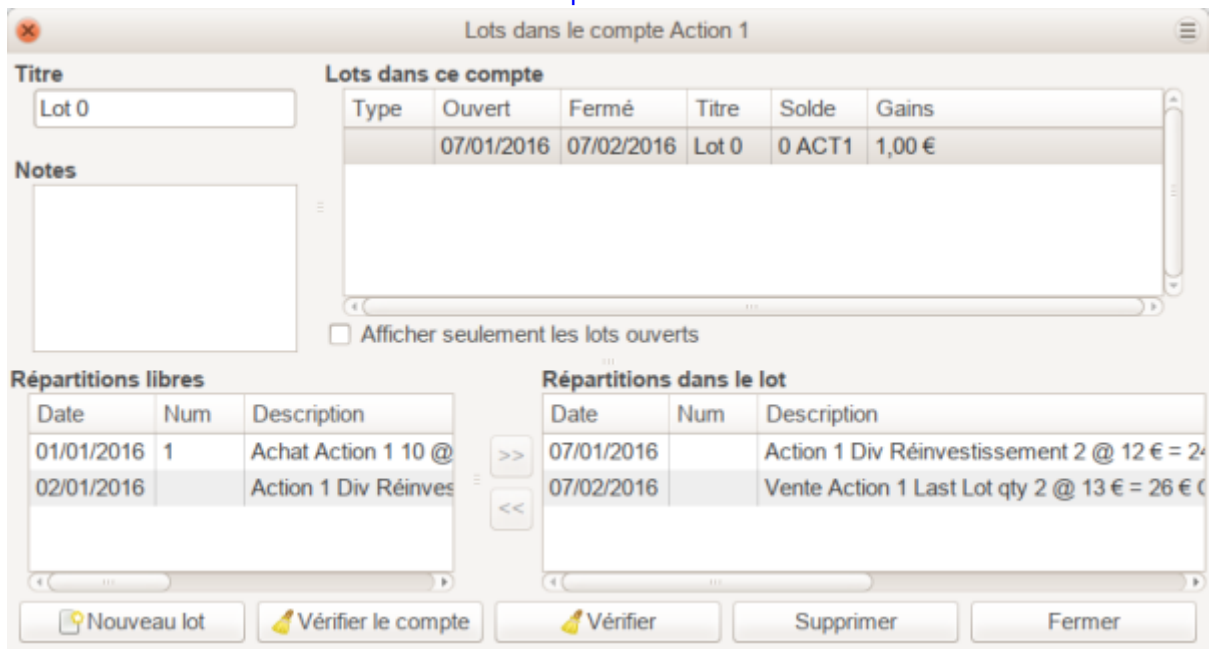 Lots dans le compte Action 1
Titre
Lot 0
Notes
Lots dans ce compte
Type Ouvert Fermé Titre Solde Gains
07/01/2016 07/02/2016 Lot 0 0 ACT1 1,00 €
Afficher seulement les lots ouverts
Répartitions libres
Date Num Description
01/01/2016 1 Achat Action 1 10 @
02/01/2016 Action 1 Div Réinves
>>
<<
Répartitions dans le lot
Date Num Description
07/01/2016 Action 1 Div Réinvestissement 2 @ 12 € = 24
07/02/2016 Vente Action 1 Last Lot qty 2 @ 13 € = 26 €
Nouveau lot Vérifier le compte Vérifier Supprimer Fermer